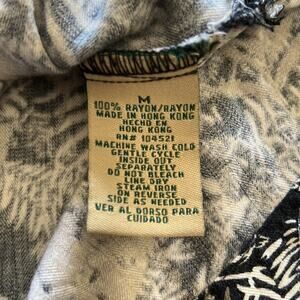 M
100% RAYON/RAYON
MADE IN HONG KONG
HECHO EN
HONG KONG
RN# 104521
MACHINE WASH COLD
GENTLE CYCLE
INSIDE OUT
SEPARATELY
DO NOT BLEACH
LINE DRY
STEAM IRON
ON REVERSE
SIDE AS NEEDED
VER AL DORSO PARA
CUIDADO